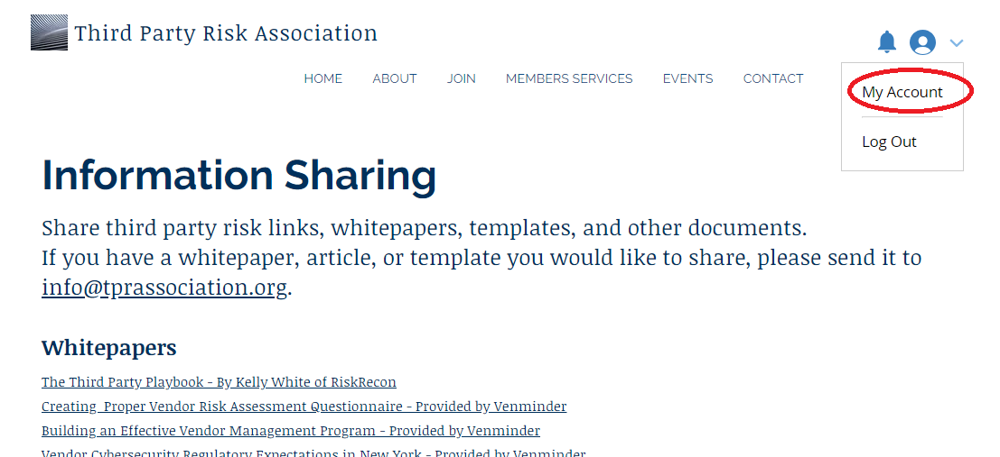 Third Party Risk Association
HOME ABOUT JOIN MEMBERS SERVICES EVENTS CONTACT
My Account
Log Out
Information Sharing
Share third party risk links, whitepapers, templates, and other documents.
If you have a whitepaper, article, or template you would like to share, please send it to
info@tprassociation.org.
Whitepapers
The Third Party Playbook - By Kelly White of RiskRecon
Creating  Proper Vendor Risk Assessment Questionnaire - Provided by Venminder
Building an Effective Vendor Management Program - Provided by Venminder
Vendor Cybersecurity Regulatory Expectations in New York - Provided by Venminder